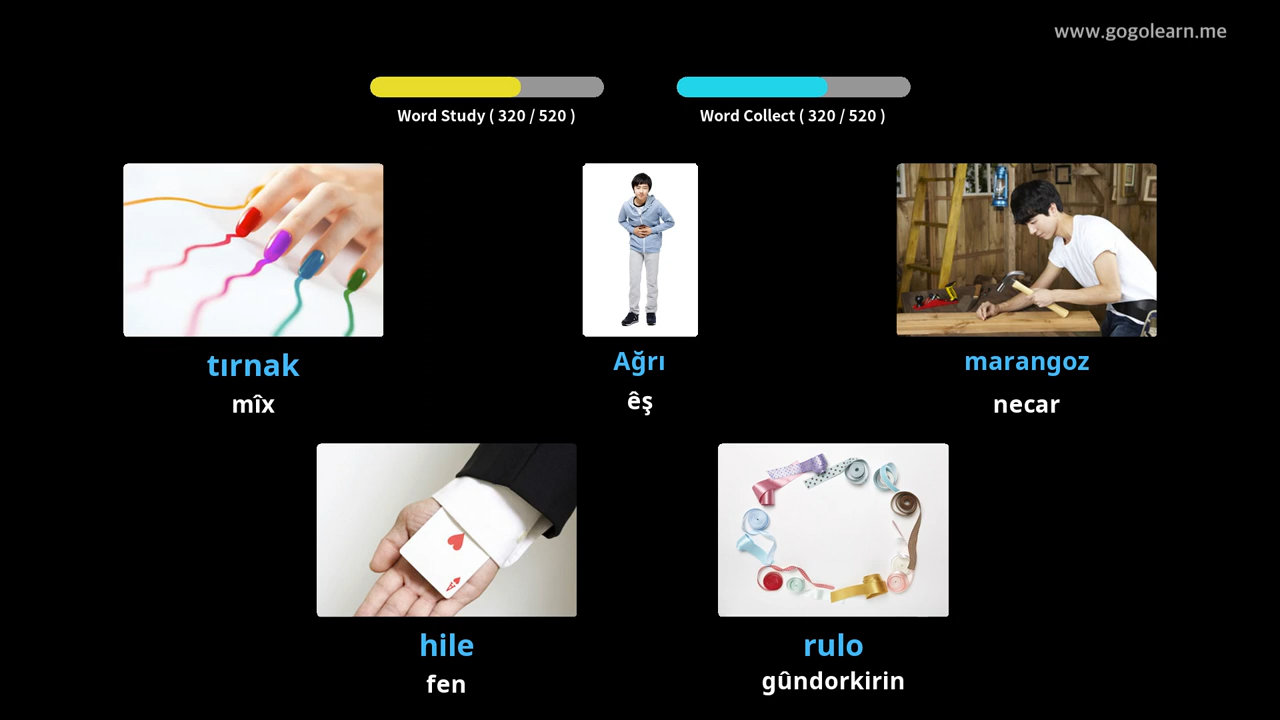 www.gogolearn.me
Word Study ( 320 / 520 )
Word Collect ( 320 / 520 )
tırnak
mîx
Ağrı
êş
marangoz
necar
hile
fen
rulo
gûndorkirin